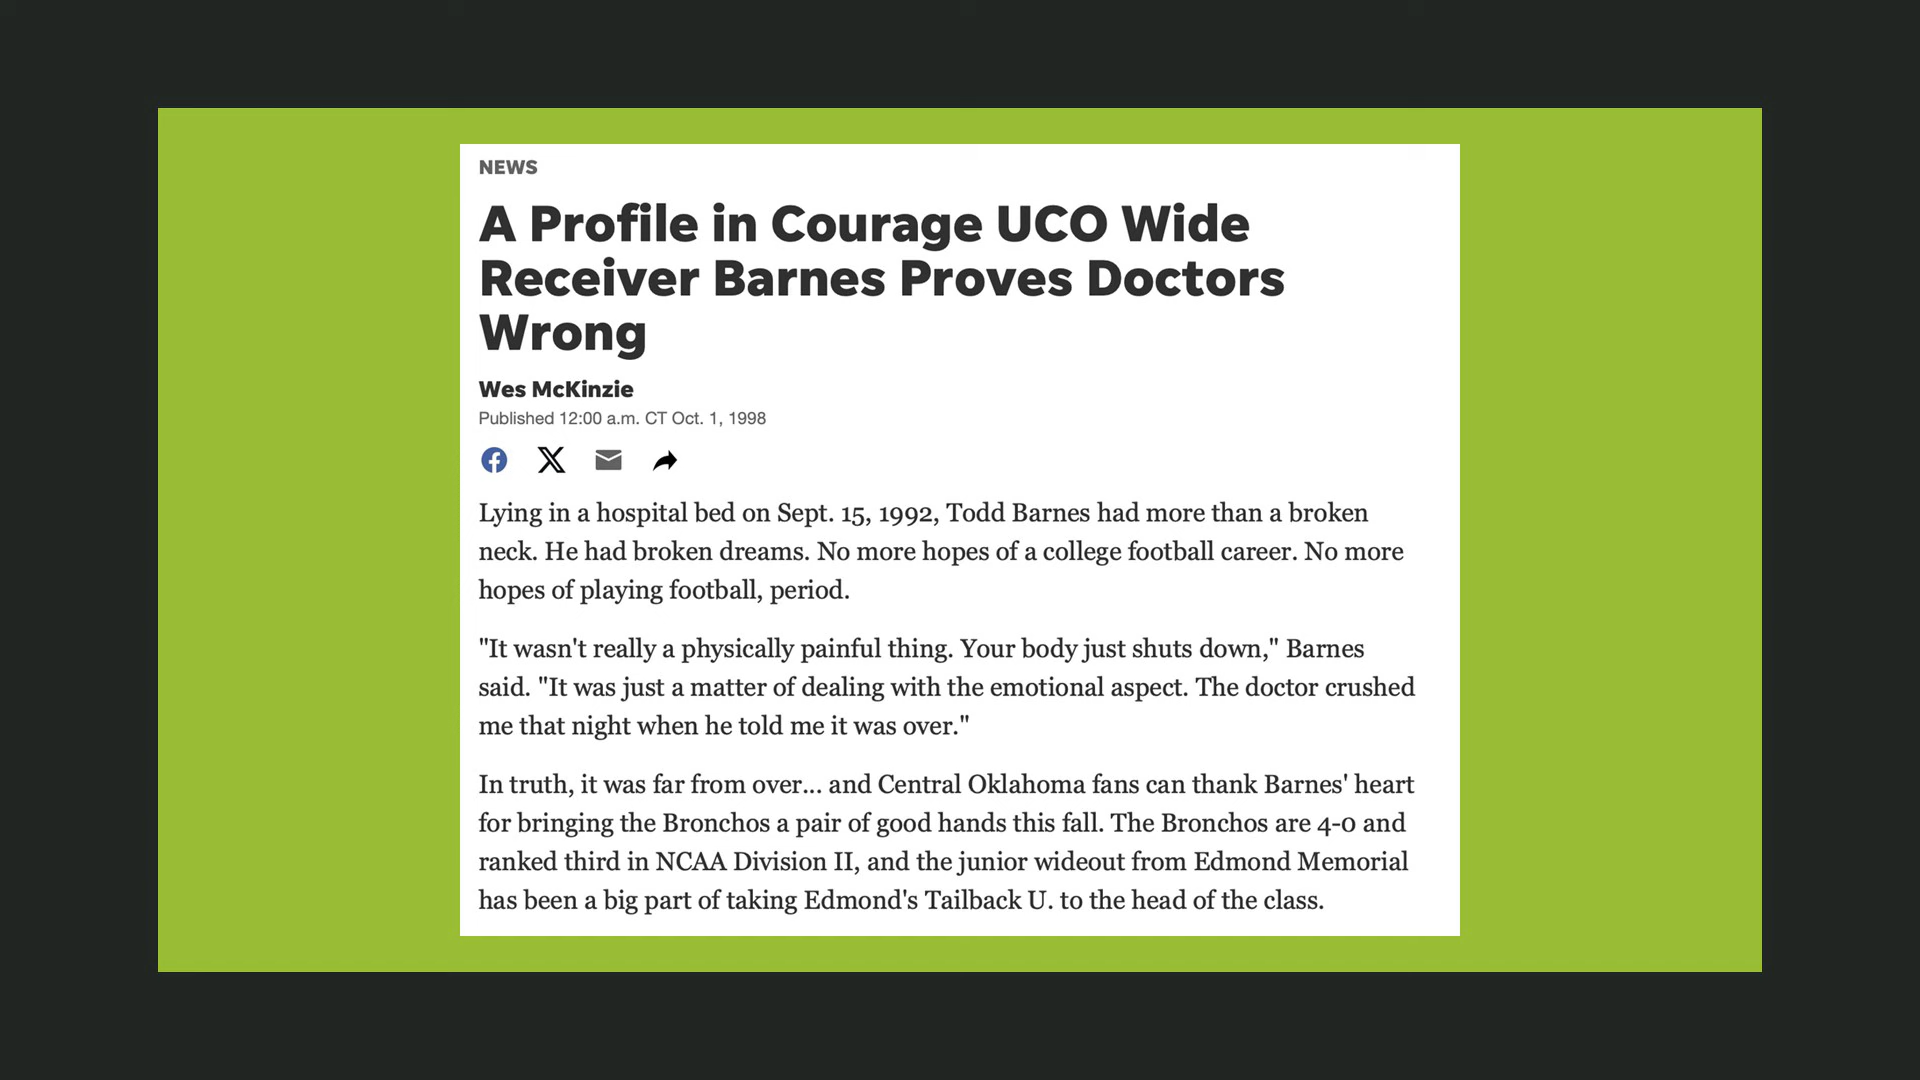 NEWS
A Profile in Courage UCO Wide
Receiver Barnes Proves Doctors
Wrong
Wes McKinzie
Published 12:00 a.m. CT Oct. 1, 1998
Lying in a hospital bed on Sept. 15, 1992, Todd Barnes had more than a broken
neck. He had broken dreams. No more hopes of a college football career. No more
hopes of playing football, period.
"It wasn't really a physically painful thing. Your body just shuts down," Barnes
said. "It was just a matter of dealing with the emotional aspect. The doctor crushed
me that night when he told me it was over."
In truth, it was far from over... and Central Oklahoma fans can thank Barnes' heart
for bringing the Bronchos a pair of good hands this fall. The Bronchos are 4-0 and
ranked third in NCAA Division II, and the junior wideout from Edmond Memorial
has been a big part of taking Edmond's Tailback U. to the head of the class.